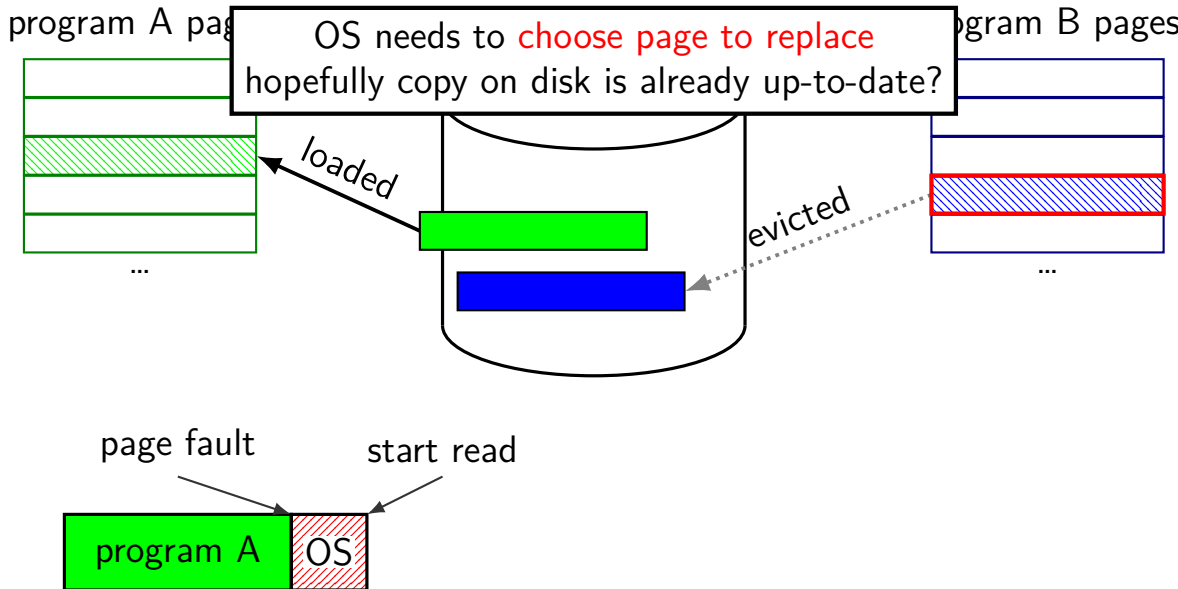 program A pag
OS needs to choose page to replace
hopefully copy on disk is already up-to-date?
ogram B pages
loaded
evicted
...
...
page fault
start read
program A
OS